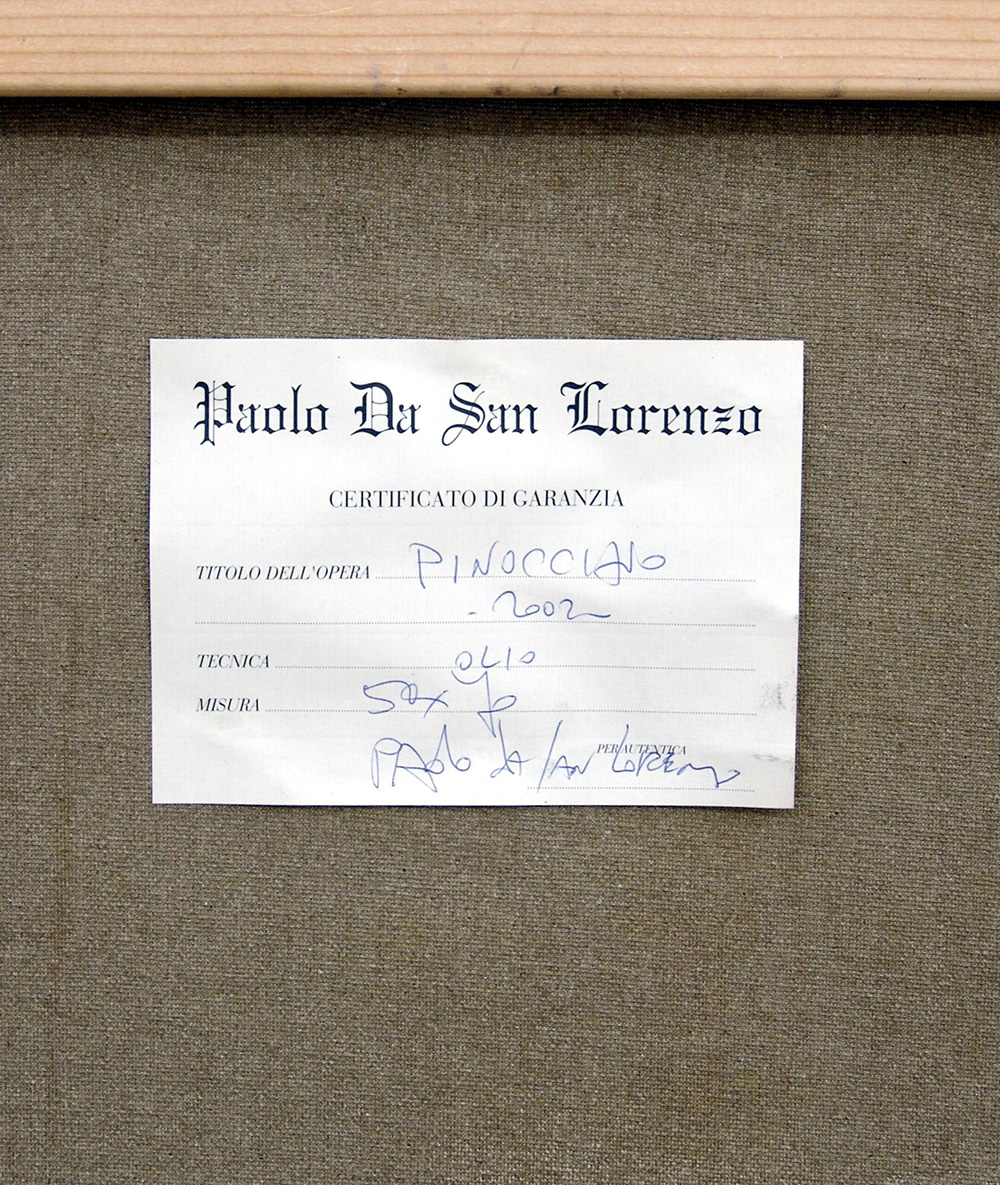 Paolo Da San Lorenzo
CERTIFICATO DI GARANZIA
TITOLO DELL'OPERA PINOCCHIO
- 2002
TECNICA OLIO
MISURA 50x70
PER AUTENTICA
PAOLO DA SAN LORENZO